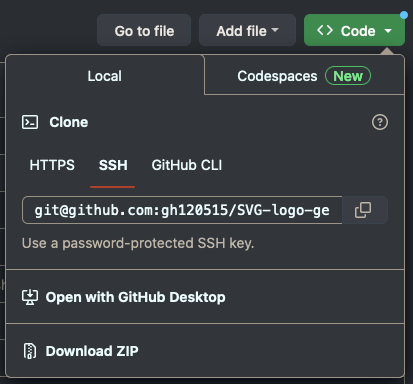 Go to file Add file Code
Local Codespaces New
Clone
HTTPS SSH GitHub CLI
git@github.com:gh120515/SVG-logo-ge
Use a password-protected SSH key.
Open with GitHub Desktop
Download ZIP